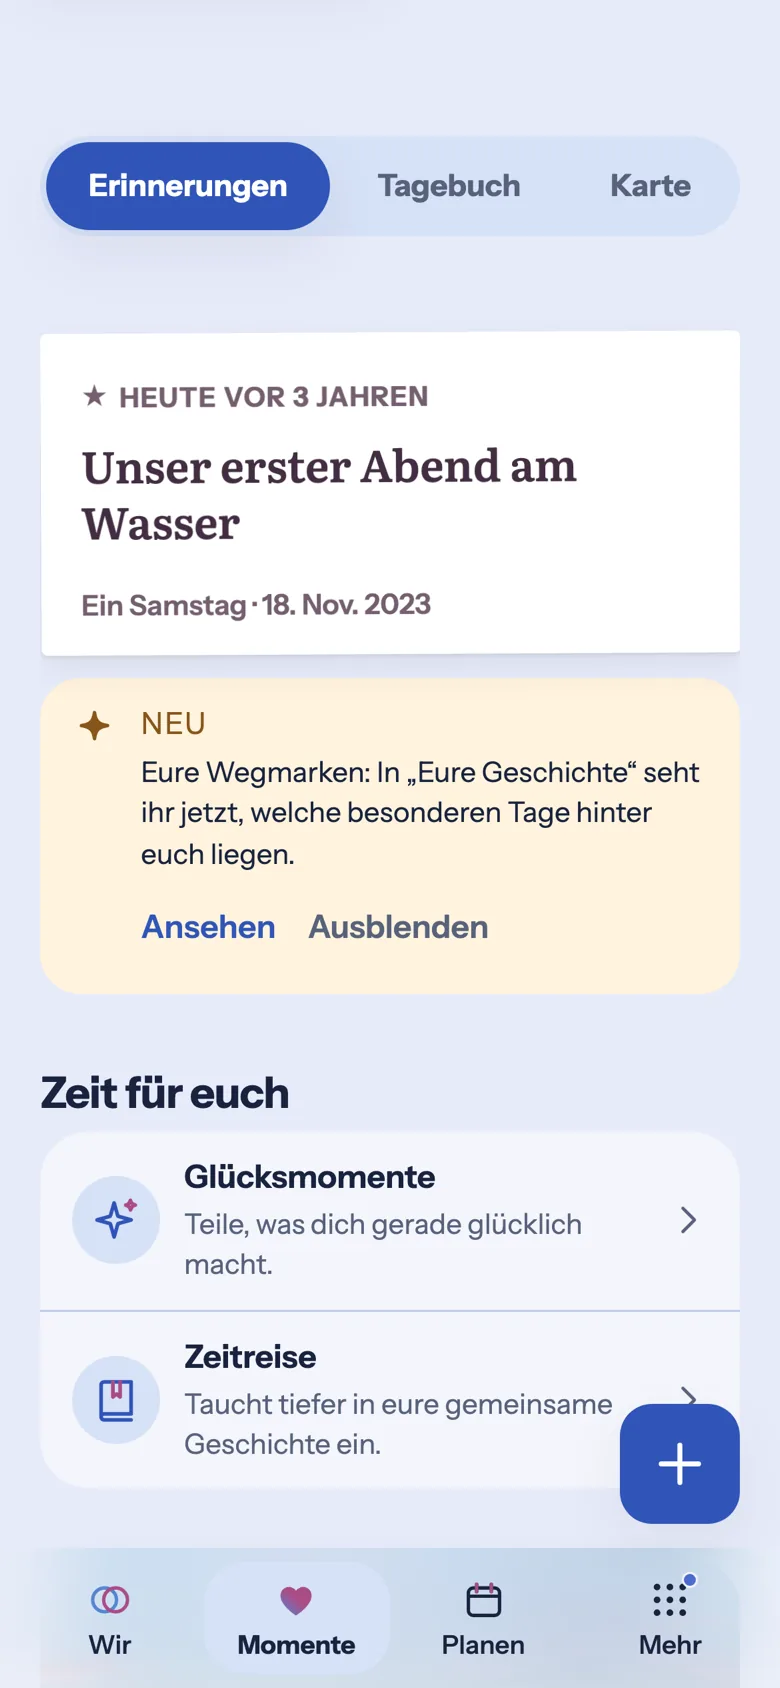 Erinnerungen
Tagebuch
Karte
★ HEUTE VOR 3 JAHREN
Unser erster Abend am
Wasser
Ein Samstag · 18. Nov. 2023
NEU
Eure Wegmarken: In „Eure Geschichte“ seht
ihr jetzt, welche besonderen Tage hinter
euch liegen.
Ansehen
Ausblenden
Zeit für euch
Glücksmomente
Teile, was dich gerade glücklich
macht.
Zeitreise
Taucht tiefer in eure gemeinsame
Geschichte ein.
Wir
Momente
Planen
Mehr